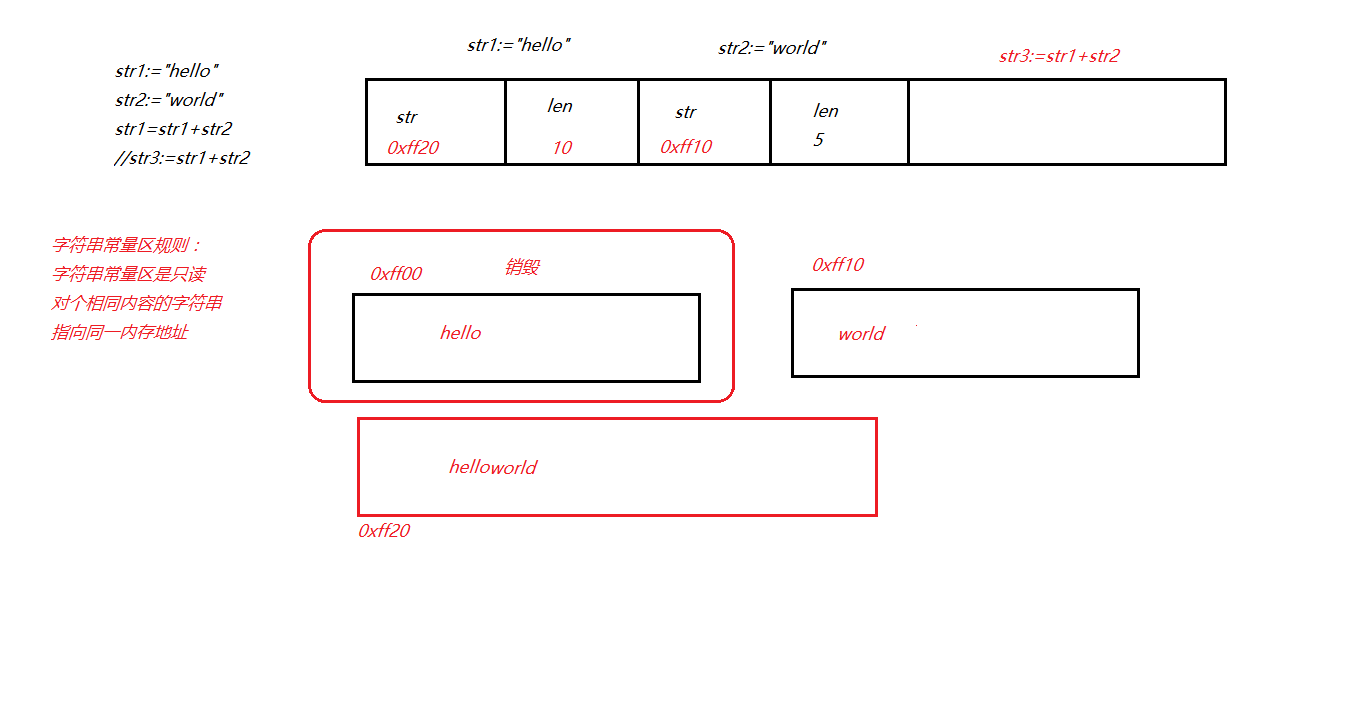 str1:="hello"
str2:="world"
str1=str1+str2
//str3:=str1+str2
str1:="hello"
str2:="world"
str3:=str1+str2
str
0xff20
len
10
str
0xff10
len
5
字符串常量区规则：
字符串常量区是只读
对个相同内容的字符串
指向同一内存地址
0xff00
销毁
hello
0xff10
world
helloworld
0xff20